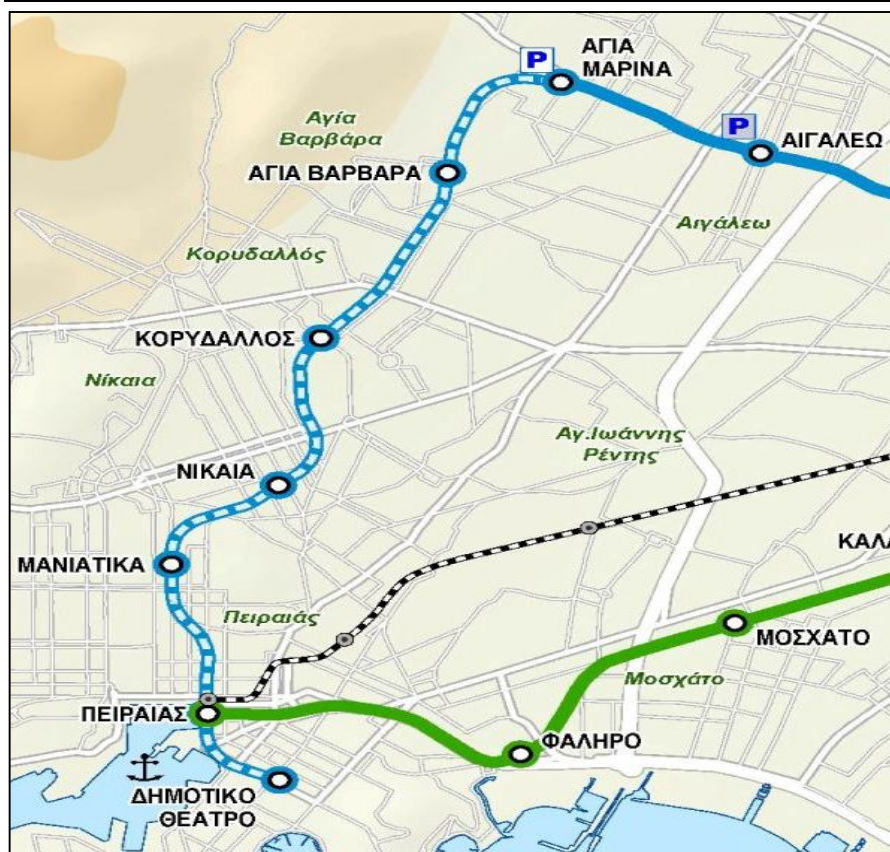 P
ΑΓΙΑ
ΜΑΡΙΝΑ
P
ΑΙΓΑΛΕΩ
Αγία
Βαρβάρα
ΑΓΙΑ ΒΑΡΒΑΡΑ
Αιγάλεω
Κορυδαλλός
ΚΟΡΥΔΑΛΛΟΣ
Νίκαια
Αγ.Ιωάννης
Ρέντης
ΝΙΚΑΙΑ
ΚΑΛΛ
ΜΑΝΙΑΤΙΚΑ
Πειραιάς
ΜΟΣΧΑΤΟ
Μοσχάτο
ΠΕΙΡΑΙΑΣ
ΦΑΛΗΡΟ
ΔΗΜΟΤΙΚΟ
ΘΕΑΤΡΟ